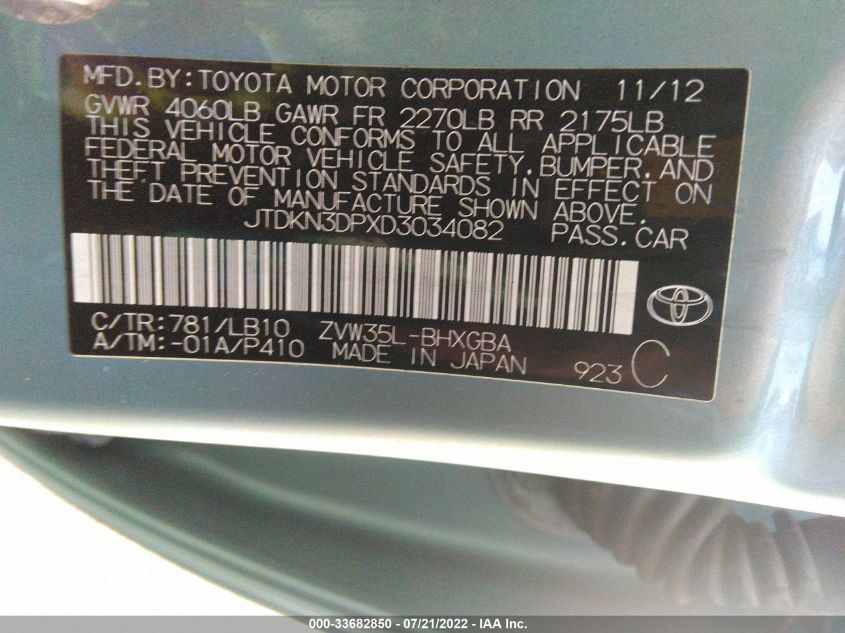 MFD. BY: TOYOTA MOTOR CORPORATION 11/12
GVWR 4060LB GAWR FR 2270LB RR 2175LB
THIS VEHICLE CONFORMS TO ALL APPLICABLE
FEDERAL MOTOR VEHICLE SAFETY, BUMPER, AND
THEFT PREVENTION STANDARDS IN EFFECT ON
THE DATE OF MANUFACTURE SHOWN ABOVE.
JTDKN3DPXD3034082 PASS. CAR
C/TR: 781/LB10 ZVW35L-BHXGBA
A/TM: -01A/P410 MADE IN JAPAN 923 C
000-33682850 - 07/21/2022 - IAA Inc.